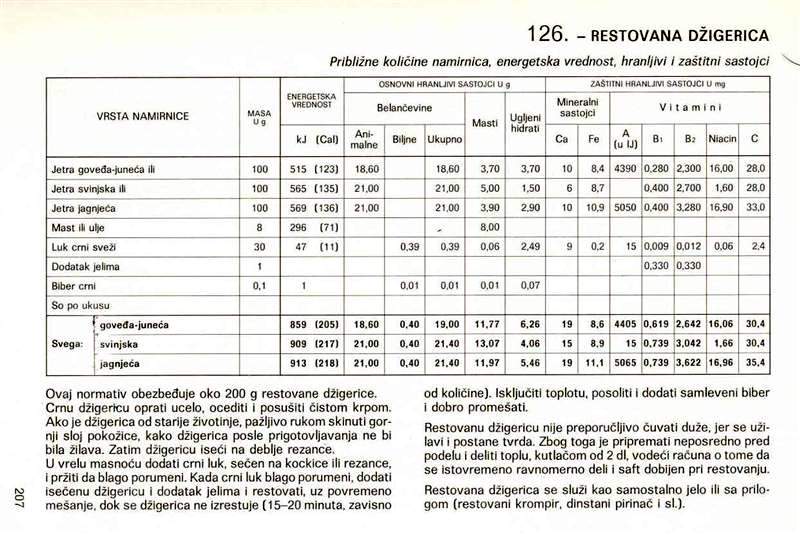 126. – RESTOVANA DŽIGERICA
Približne količine namirnica, energetska vrednost, hranljivi i zaštitni sastojci
VRSTA NAMIRNICE MASA U g ENERGETSKA VREDNOST OSNOVNI HRANLJIVI SASTOJCI U g ZAŠTITNI HRANLJIVI SASTOJCI U mg
Belančevine Masti Ugljeni hidrati Mineralni sastojci Vitamini
kJ (Cal) Ani-malne Biljne Ukupno Ca Fe A (u IJ) B1 B2 Niacin C
Jetra goveđa-juneća ili 100 515 (123) 18,60 18,60 3,70 3,70 10 8,4 4390 0,280 2,300 16,00 28,0
Jetra svinjska ili 100 565 (135) 21,00 21,00 5,00 1,50 6 8,7 0,400 2,700 1,60 28,0
Jetra jagnjeća 100 569 (136) 21,00 21,00 3,90 2,90 10 10,9 5050 0,400 3,280 16,90 33,0
Mast ili ulje 8 296 (71) 8,00
Luk crni sveži 30 47 (11) 0,39 0,39 0,06 2,49 9 0,2 15 0,009 0,012 0,06 2,4
Dodatak jelima 1 0,330 0,330
Biber crni 0,1 1 0,01 0,01 0,01 0,07
So po ukusu
Svega: goveđa-juneća 859 (205) 18,60 0,40 19,00 11,77 6,26 19 8,6 4405 0,619 2,642 16,06 30,4
svinjska 909 (217) 21,00 0,40 21,40 13,07 4,06 15 8,9 15 0,739 3,042 1,66 30,4
jagnjeća 913 (218) 21,00 0,40 21,40 11,97 5,46 19 11,1 5065 0,739 3,622 16,96 35,4
Ovaj normativ obezbeđuje oko 200 g restovane džigerice.
Crnu džigericu oprati ucelo, ocediti i posušiti čistom krpom.
Ako je džigerica od starije životinje, pažljivo rukom skinuti gor-
nji sloj pokožice, kako džigerica posle prigotovljavanja ne bi
bila žilava. Zatim džigericu iseći na deblje rezance.
U vrelu masnoću dodati crni luk, sečen na kockice ili rezance,
i pržiti da blago porumeni. Kada crni luk blago porumeni, dodati
isečenu džigericu i dodatak jelima i restovati, uz povremeno
mešanje, dok se džigerica ne izrestuje (15–20 minuta, zavisno
od količine). Isključiti toplotu, posoliti i dodati samleveni biber
i dobro promešati.
Restovanu džigericu nije preporučljivo čuvati duže, jer se uži-
lavi i postane tvrda. Zbog toga je pripremati neposredno pred
podelu i deliti toplu, kutlačom od 2 dl, vodeći računa o tome da
se istovremeno ravnomerno deli i saft dobijen pri restovanju.
Restovana džigerica se služi kao samostalno jelo ili sa prilo-
gom (restovani krompir, dinstani pirinač i sl.).
207